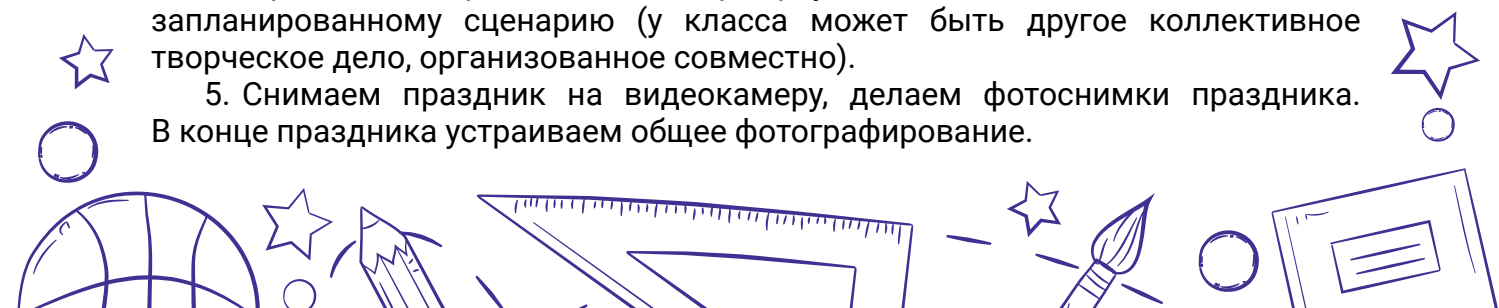 запланированному сценарию (у класса может быть другое коллективное
творческое дело, организованное совместно).
5. Снимаем праздник на видеокамеру, делаем фотоснимки праздника.
В конце праздника устраиваем общее фотографирование.